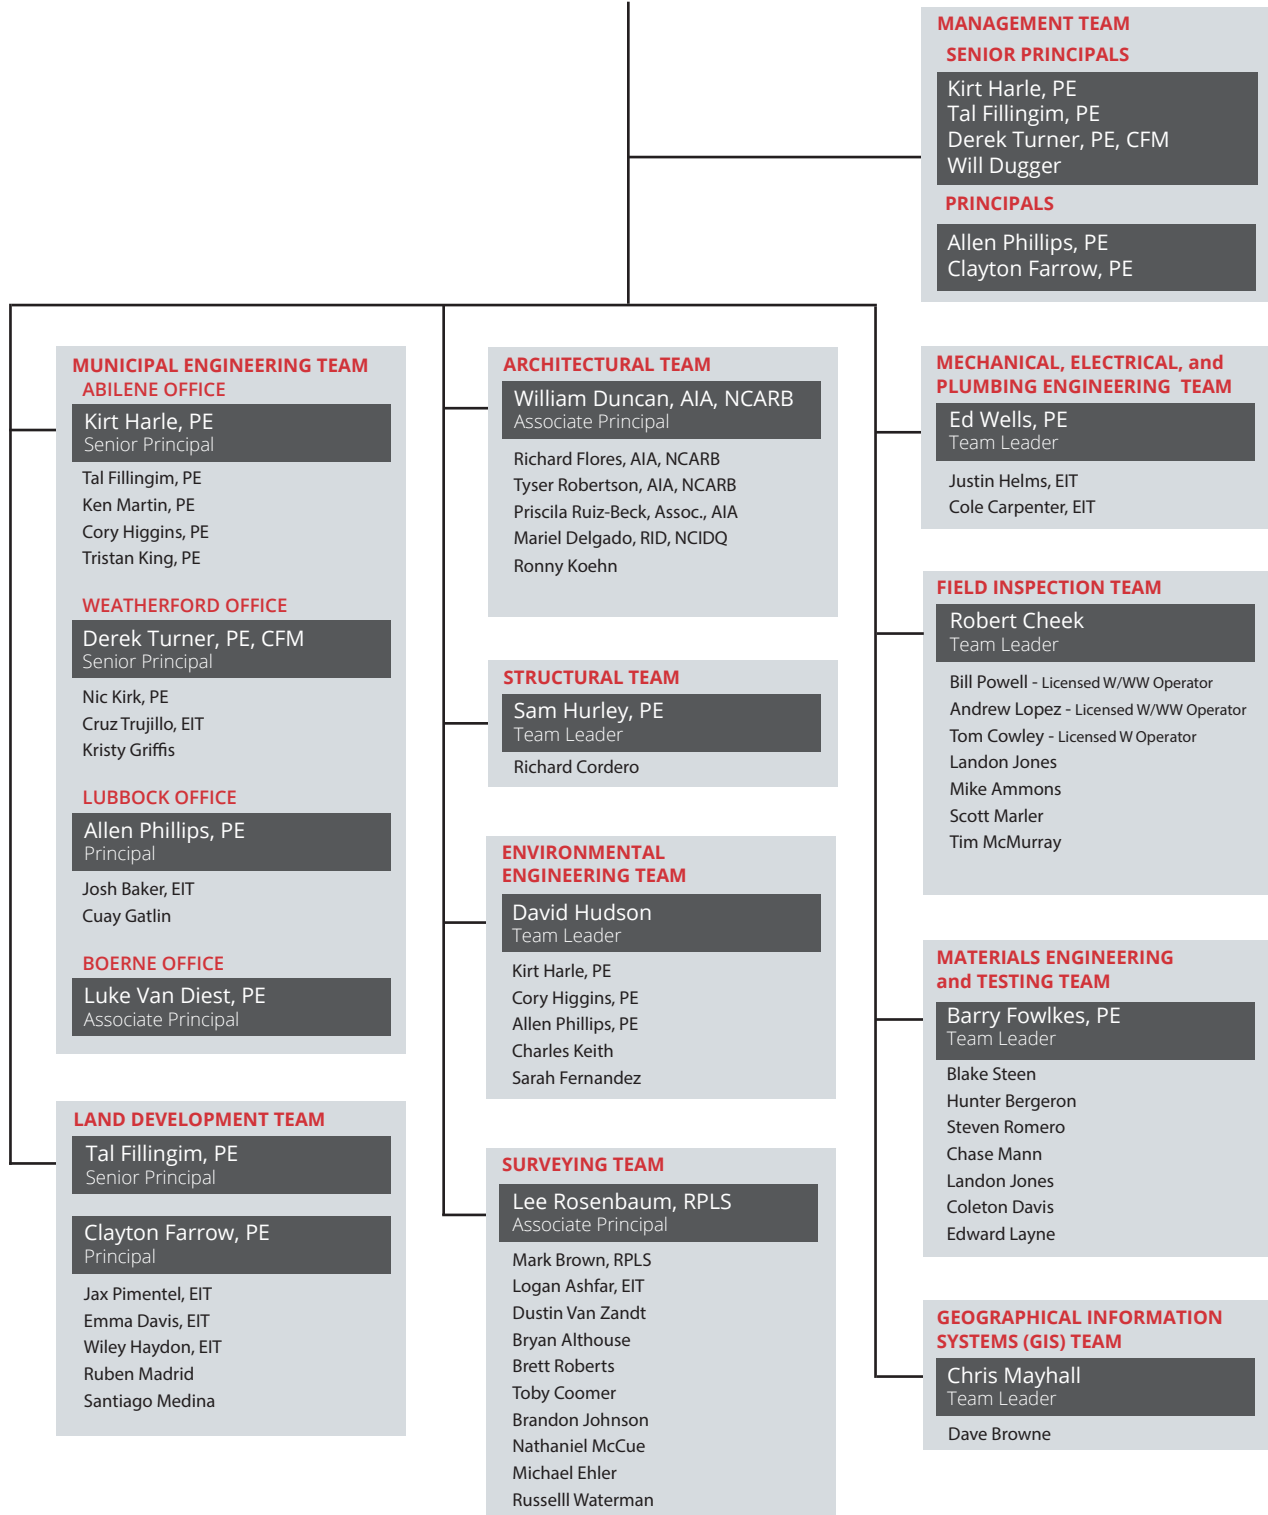 MANAGEMENT TEAM
SENIOR PRINCIPALS
Kirt Harle, PE
Tal Fillingim, PE
Derek Turner, PE, CFM
Will Dugger
PRINCIPALS
Allen Phillips, PE
Clayton Farrow, PE
MUNICIPAL ENGINEERING TEAM
ABILENE OFFICE
Kirt Harle, PE
Senior Principal
Tal Fillingim, PE
Ken Martin, PE
Cory Higgins, PE
Tristan King, PE
WEATHERFORD OFFICE
Derek Turner, PE, CFM
Senior Principal
Nic Kirk, PE
Cruz Trujillo, EIT
Kristy Griffis
LUBBOCK OFFICE
Allen Phillips, PE
Principal
Josh Baker, EIT
Cuay Gatlin
BOERNE OFFICE
Luke Van Diest, PE
Associate Principal
LAND DEVELOPMENT TEAM
Tal Fillingim, PE
Senior Principal
Clayton Farrow, PE
Principal
Jax Pimentel, EIT
Emma Davis, EIT
Wiley Haydon, EIT
Ruben Madrid
Santiago Medina
ARCHITECTURAL TEAM
William Duncan, AIA, NCARB
Associate Principal
Richard Flores, AIA, NCARB
Tyser Robertson, AIA, NCARB
Priscila Ruiz-Beck, Assoc., AIA
Mariel Delgado, RID, NCIDQ
Ronny Koehn
STRUCTURAL TEAM
Sam Hurley, PE
Team Leader
Richard Cordero
ENVIRONMENTAL
ENGINEERING TEAM
David Hudson
Team Leader
Kirt Harle, PE
Cory Higgins, PE
Allen Phillips, PE
Charles Keith
Sarah Fernandez
SURVEYING TEAM
Lee Rosenbaum, RPLS
Associate Principal
Mark Brown, RPLS
Logan Ashfar, EIT
Dustin Van Zandt
Bryan Althouse
Brett Roberts
Toby Coomer
Brandon Johnson
Nathaniel McCue
Michael Ehler
Russelll Waterman
MECHANICAL, ELECTRICAL, and
PLUMBING ENGINEERING TEAM
Ed Wells, PE
Team Leader
Justin Helms, EIT
Cole Carpenter, EIT
FIELD INSPECTION TEAM
Robert Cheek
Team Leader
Bill Powell - Licensed W/WW Operator
Andrew Lopez - Licensed W/WW Operator
Tom Cowley - Licensed W Operator
Landon Jones
Mike Ammons
Scott Marler
Tim McMurray
MATERIALS ENGINEERING
and TESTING TEAM
Barry Fowlkes, PE
Team Leader
Blake Steen
Hunter Bergeron
Steven Romero
Chase Mann
Landon Jones
Coleton Davis
Edward Layne
GEOGRAPHICAL INFORMATION
SYSTEMS (GIS) TEAM
Chris Mayhall
Team Leader
Dave Browne